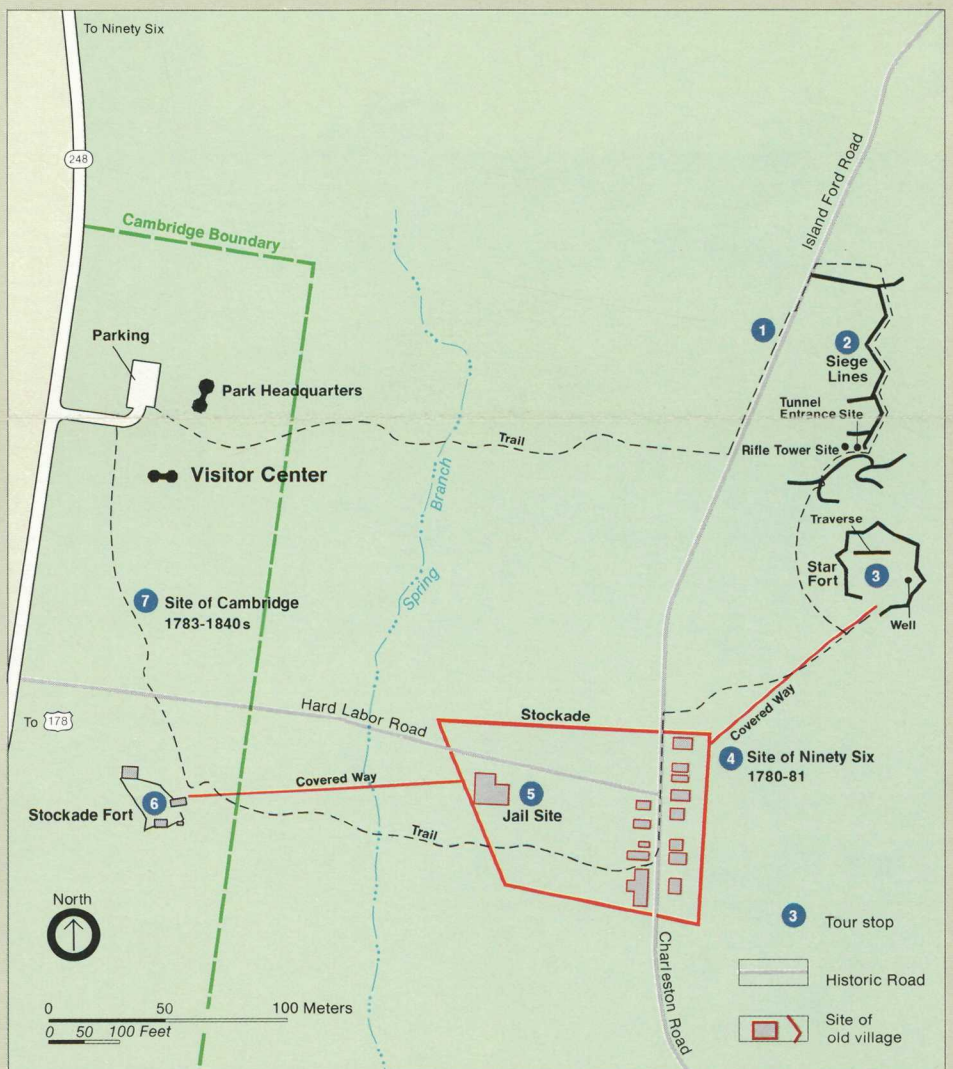 To Ninety Six
248
Cambridge Boundary
Island Ford Road
Parking
Park Headquarters
1
2
Siege
Lines
Tunnel
Entrance Site
Trail
Rifle Tower Site
Visitor Center
Branch
Spring
Traverse
Star
Fort
3
Well
7 Site of Cambridge
1783-1840s
Hard Labor Road
To 178
Stockade
Covered Way
4 Site of Ninety Six
1780-81
Covered Way
6
Stockade Fort
5
Jail Site
Trail
North
Charleston Road
3 Tour stop
Historic Road
Site of
old village
0 50 100 Meters
0 50 100 Feet